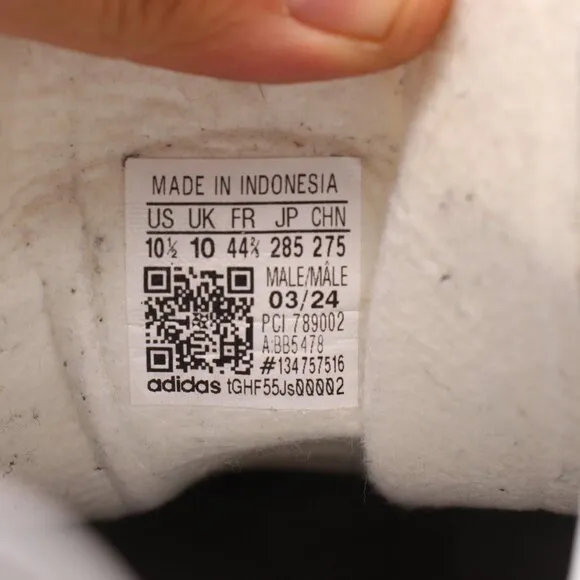 MADE IN INDONESIA
US UK FR JP CHN
10½ 10 44⅔ 285 275
MALE/MÂLE
03/24
PCI 789002
A:BB5478
#134757516
adidas tGHF55Js00002